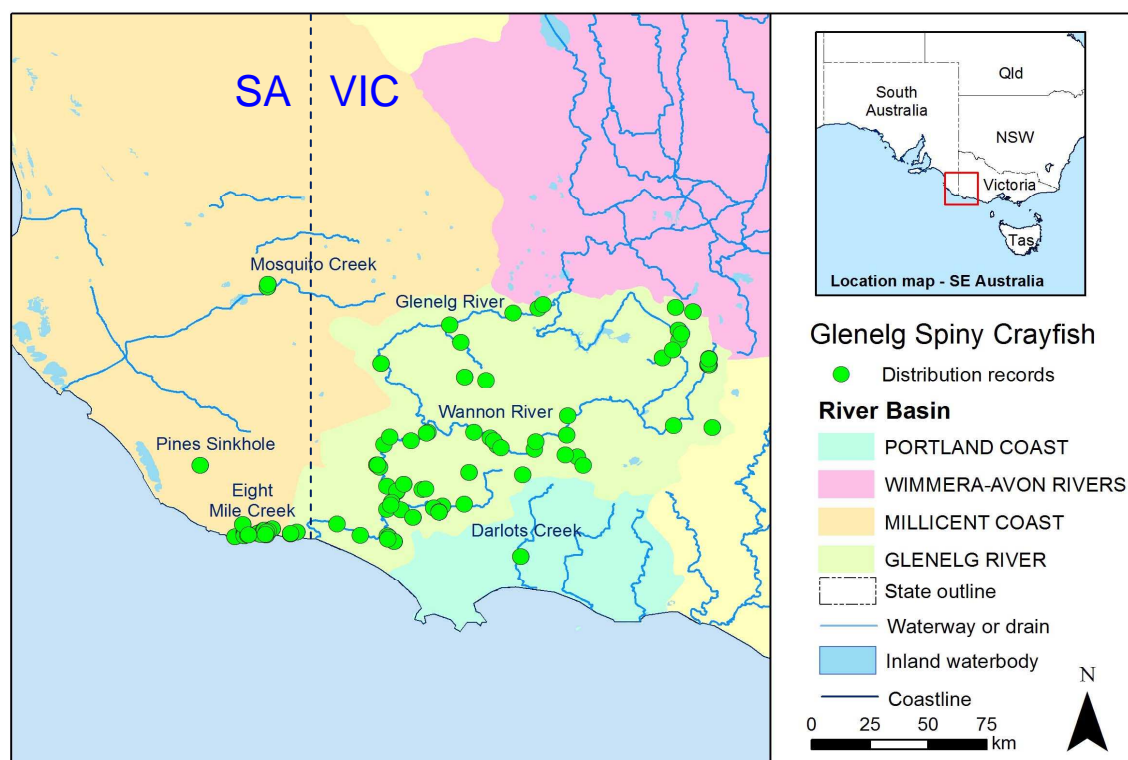 SA VIC
Mosquito Creek
Glenelg River
Wannon River
Pines Sinkhole
Eight
Mile Creek
Darlots Creek
Qld
South
Australia
NSW
Victoria
Tas
Location map - SE Australia
Glenelg Spiny Crayfish
Distribution records
River Basin
PORTLAND COAST
WIMMERA-AVON RIVERS
MILLICENT COAST
GLENELG RIVER
State outline
Waterway or drain
Inland waterbody
Coastline
N
0 25 50 75
km